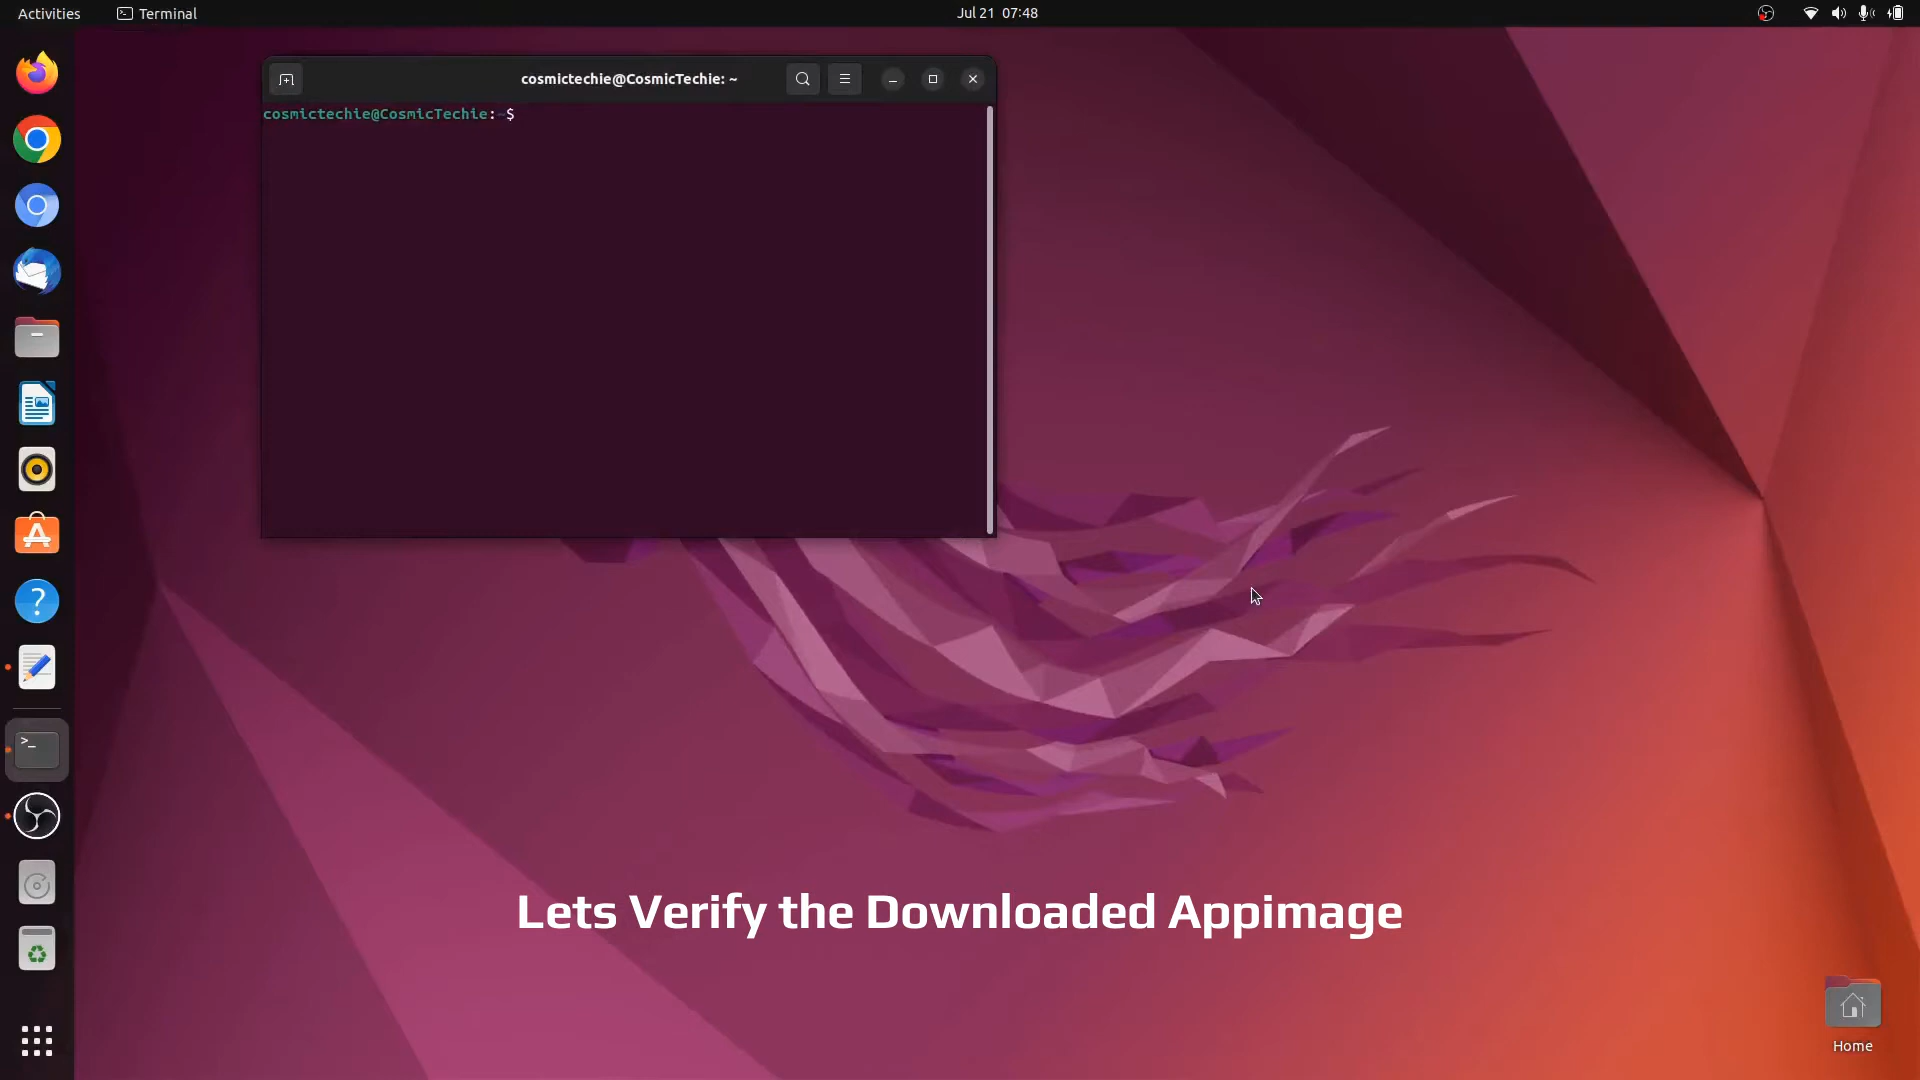 Activities
Terminal
Jul 21 07:48
cosmictechie@CosmicTechie: ~
cosmictechie@CosmicTechie:~$
Lets Verify the Downloaded Appimage
Home